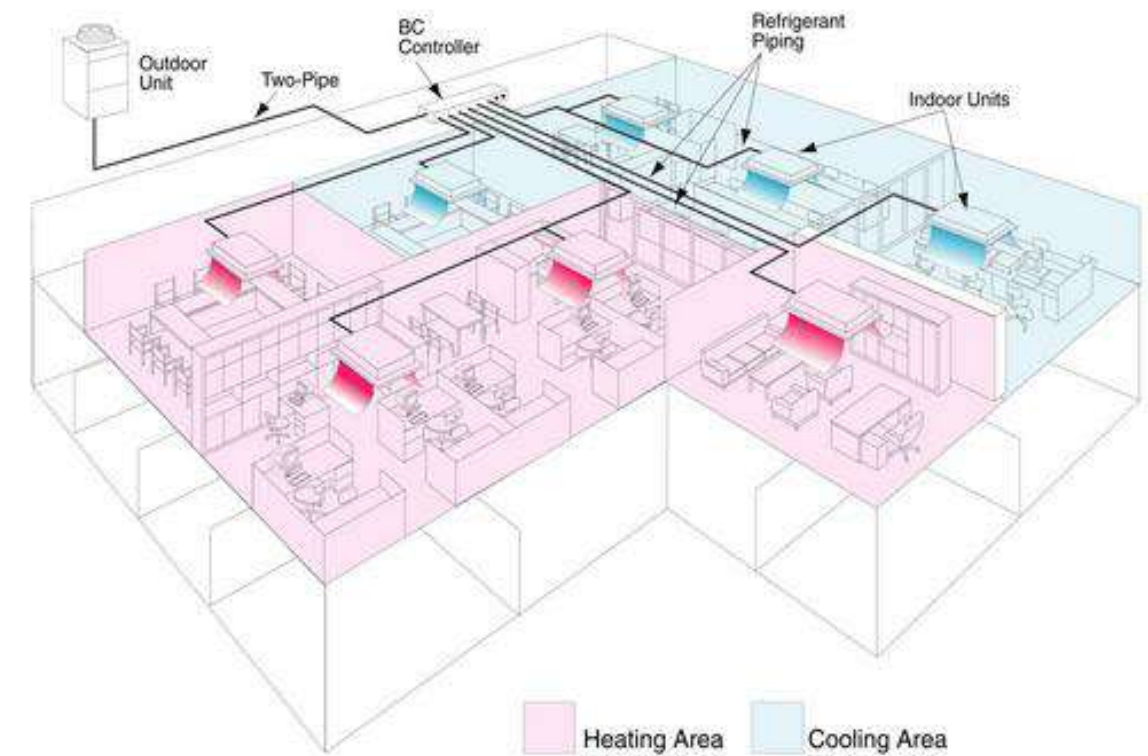 Outdoor
Unit
Two-Pipe
BC
Controller
Refrigerant
Piping
Indoor Units
Heating Area
Cooling Area